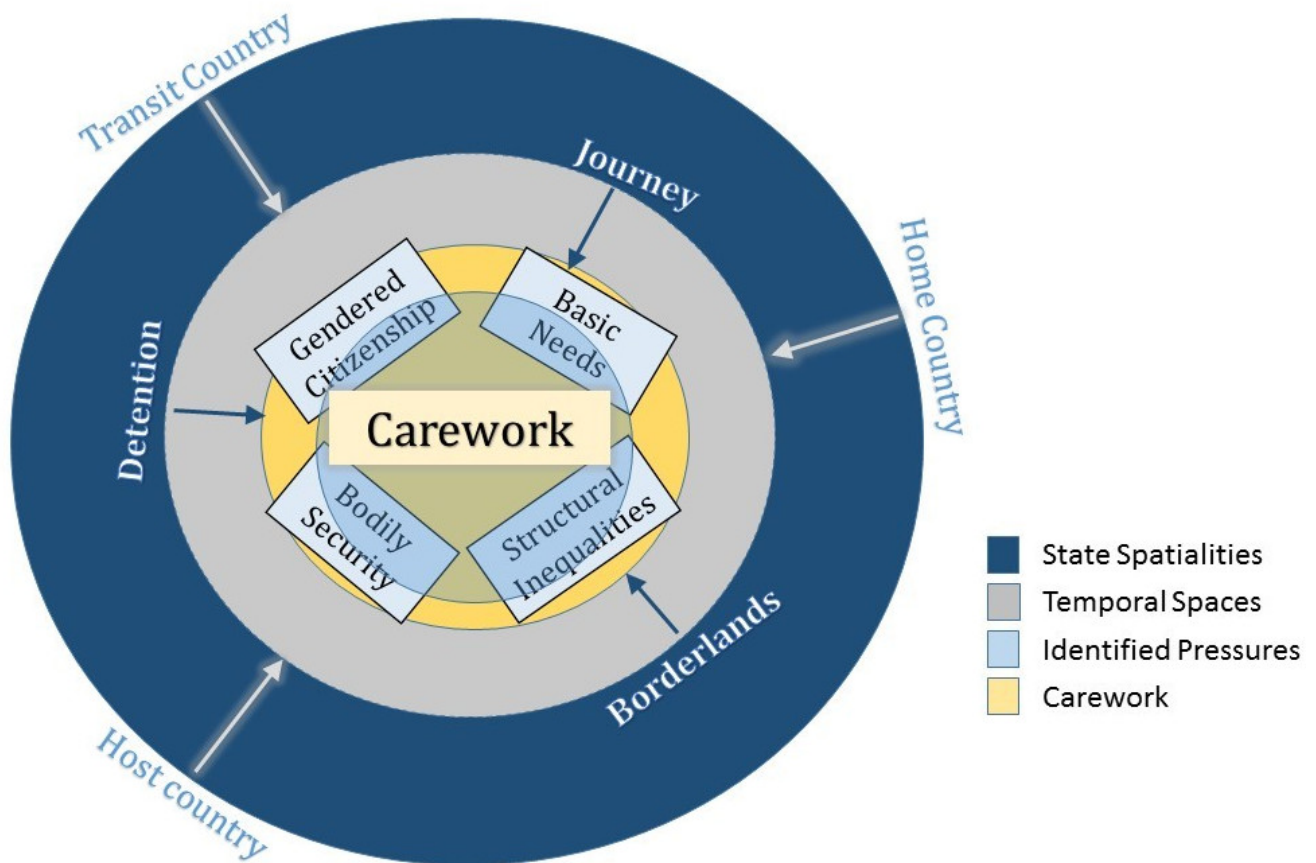 Transit Country
Journey
Home Country
Gendered
Citizenship
Basic
Needs
Detention
Carework
Bodily
Security
Structural
Inequalities
Borderlands
Host country
State Spatialities
Temporal Spaces
Identified Pressures
Carework